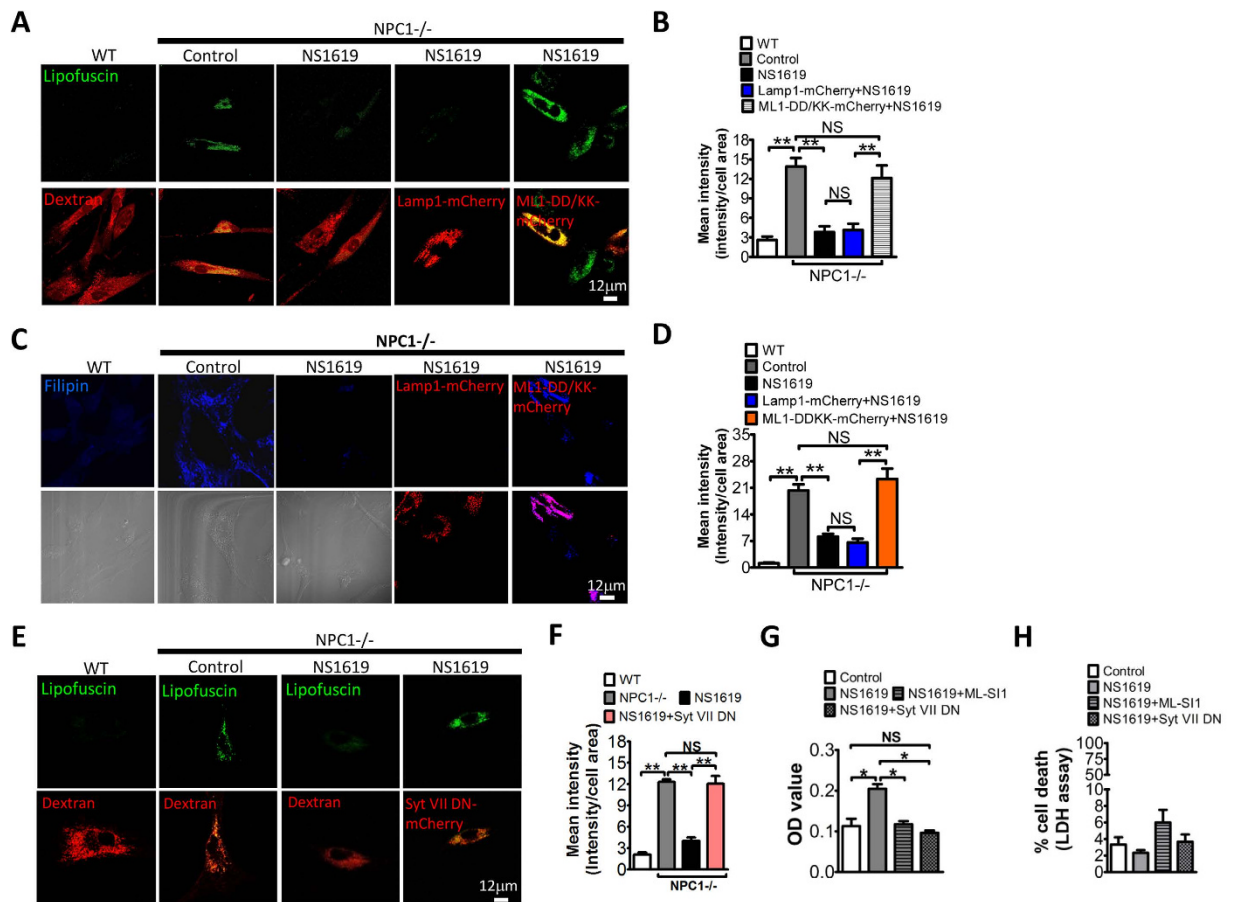 A
NPC1-/-
WT Control NS1619 NS1619 NS1619
Lipofuscin
Dextran Lamp1-mCherry ML1-DD/KK-
mCherry
12μm
B
WT
Control
NS1619
Lamp1-mCherry+NS1619
ML1-DD/KK-mCherry+NS1619
NS
** ** **
NS
18
15
12
9
6
3
0
Mean intensity
(intensity/cell area)
NPC1-/-
C
NPC1-/-
WT Control NS1619 NS1619 NS1619
Filipin Lamp1-mCherry ML1-DD/KK-
mCherry
12μm
D
WT
Control
NS1619
Lamp1-mCherry+NS1619
ML1-DDKK-mCherry+NS1619
NS
** ** **
NS
35
28
21
14
7
0
Mean intensity
(Intensity/cell area)
NPC1-/-
E
NPC1-/-
WT Control NS1619 NS1619
Lipofuscin Lipofuscin Lipofuscin
Dextran Dextran Dextran Syt VII DN-
mCherry
12μm
F
WT
NPC1-/- NS1619
NS1619+Syt VII DN
NS
** ** **
15
12
9
6
3
0
Mean intensity
(Intensity/cell area)
NPC1-/-
G
Control
NS1619 NS1619+ML-SI1
NS1619+Syt VII DN
NS
*
* *
0.3
0.2
0.1
0.0
OD value
H
Control
NS1619
NS1619+ML-SI1
NS1619+Syt VII DN
100
75
50
8
6
4
2
0
% cell death
(LDH assay)